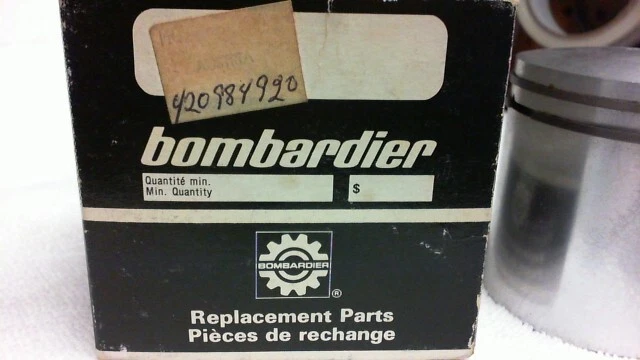 420984920
bombardier
Quantité min.
Min. Quantity
$
BOMBARDIER
®
Replacement Parts
Pièces de rechange